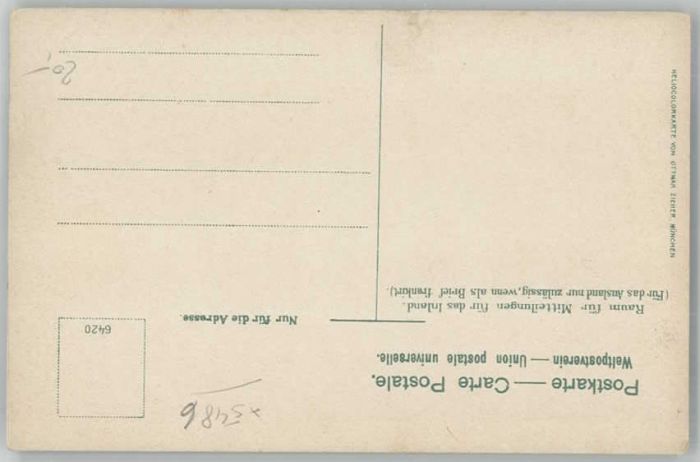 Postkarte — Carte Postale.
Weltpostverein — Union postale universelle.
Raum für Mitteilungen für das Inland.
(Für das Ausland nur zulässig, wenn als Brief frankirt).
Nur für die Adresse.
6420
HELIOCOLORKARTE VON OTTMAR ZIEHER, MÜNCHEN
20,-